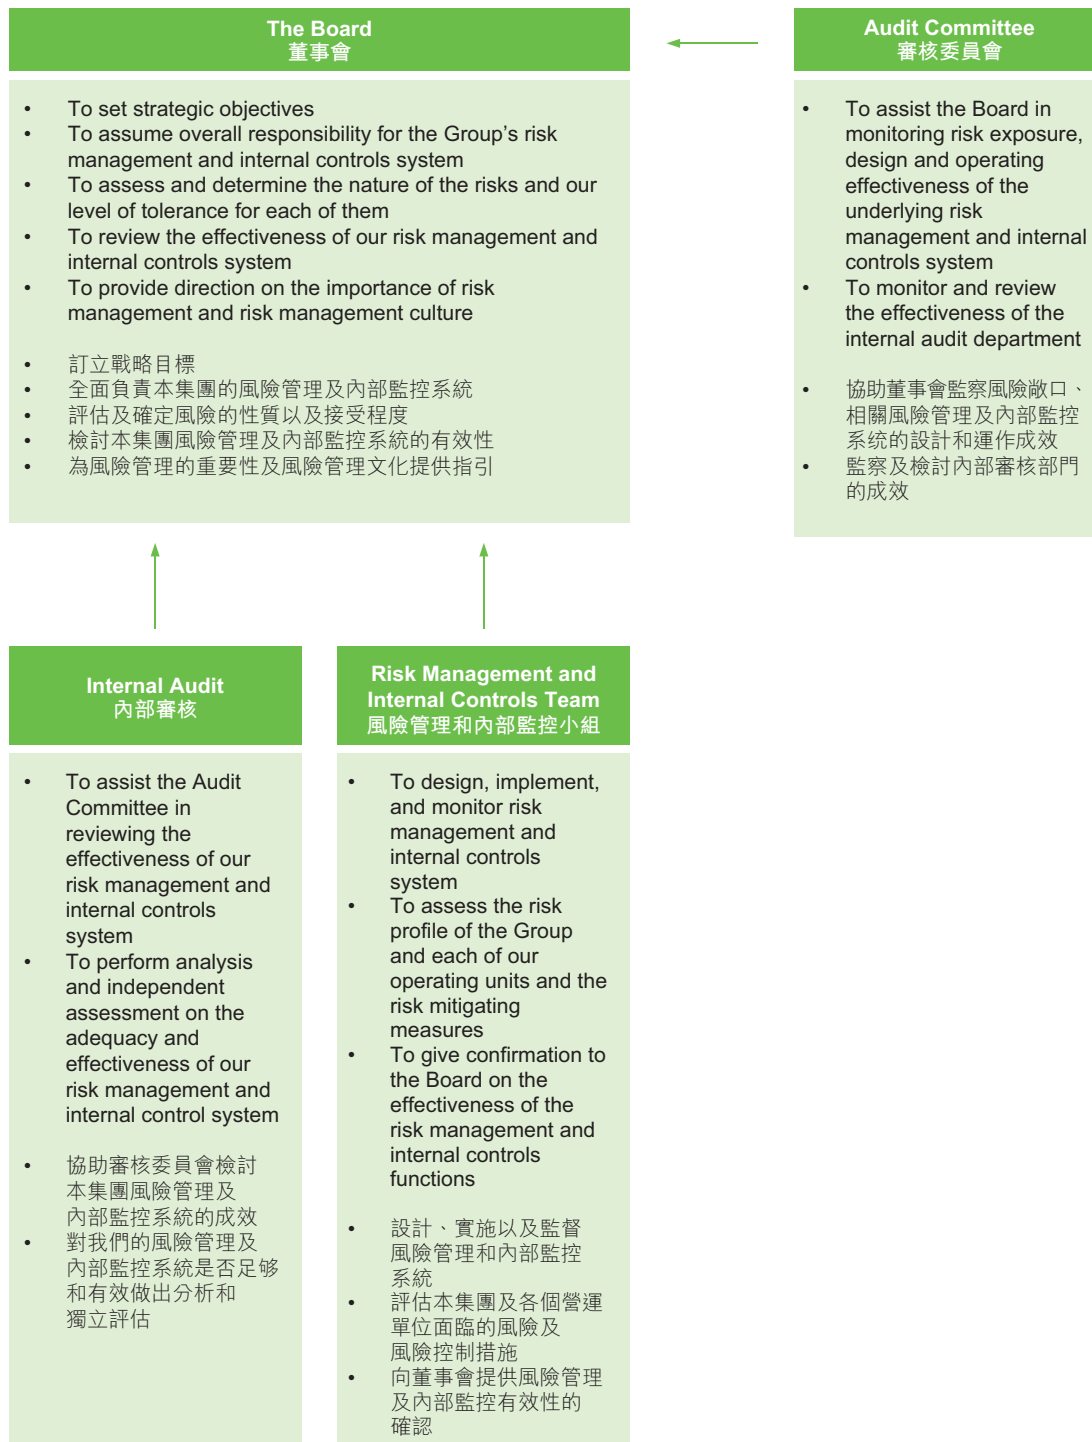 The Board
董事會
• To set strategic objectives
• To assume overall responsibility for the Group's risk
management and internal controls system
• To assess and determine the nature of the risks and our
level of tolerance for each of them
• To review the effectiveness of our risk management and
internal controls system
• To provide direction on the importance of risk
management and risk management culture
• 訂立戰略目標
• 全面負責本集團的風險管理及內部監控系統
• 評估及確定風險的性質以及接受程度
• 檢討本集團風險管理及內部監控系統的有效性
• 為風險管理的重要性及風險管理文化提供指引
Audit Committee
審核委員會
• To assist the Board in
monitoring risk exposure,
design and operating
effectiveness of the
underlying risk
management and internal
controls system
• To monitor and review
the effectiveness of the
internal audit department
• 協助董事會監察風險敞口、
相關風險管理及內部監控
系统的設計和運作成效
• 監察及檢討內部審核部門
的成效
Internal Audit
內部審核
• To assist the Audit
Committee in
reviewing the
effectiveness of our
risk management and
internal controls
system
• To perform analysis
and independent
assessment on the
adequacy and
effectiveness of our
risk management and
internal control system
• 協助審核委員會檢討
本集團風險管理及
內部監控系統的成效
• 對我們的風險管理及
內部監控系統是否足够
和有效做出分析和
獨立評估
Risk Management and
Internal Controls Team
風險管理和內部監控小組
• To design, implement,
and monitor risk
management and
internal controls
system
• To assess the risk
profile of the Group
and each of our
operating units and the
risk mitigating
measures
• To give confirmation to
the Board on the
effectiveness of the
risk management and
internal controls
functions
• 設計、實施以及監督
風險管理和內部監控
系統
• 評估本集團及各個營運
單位面臨的風險及
風險控制措施
• 向董事會提供風險管理
及內部監控有效性的
確認